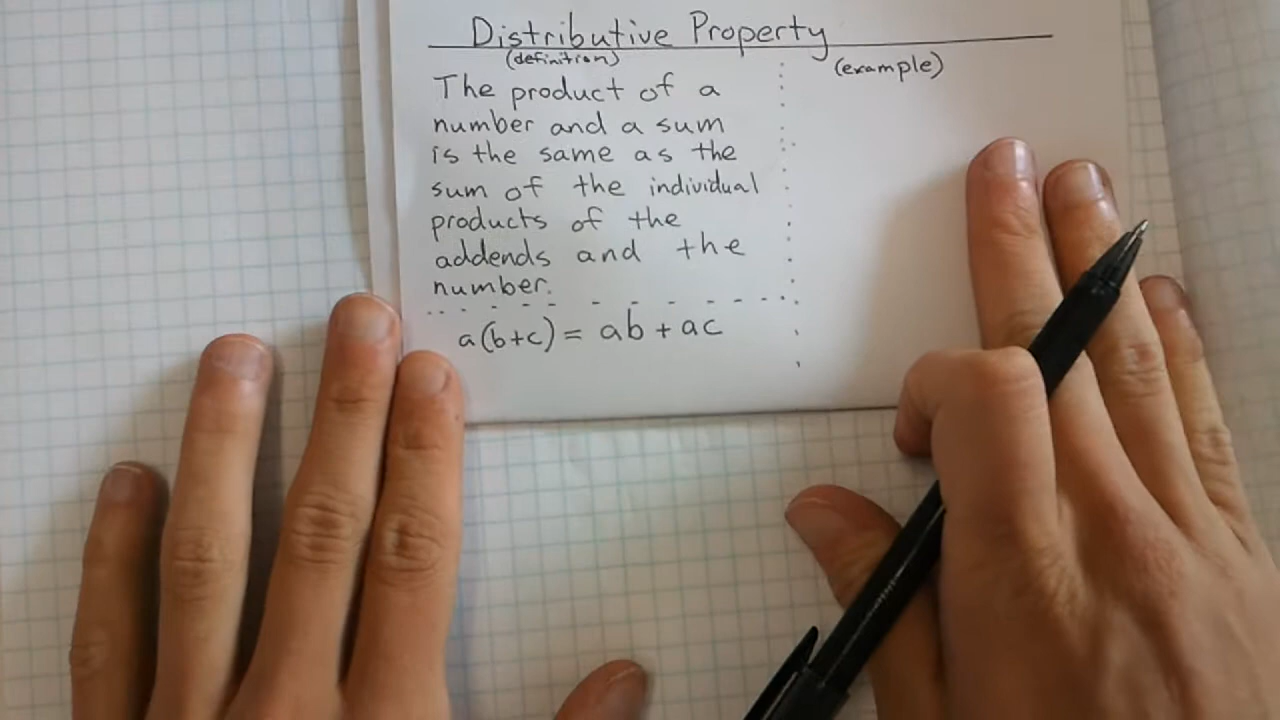 Distributive Property
(definition)
(example)
The product of a
number and a sum
is the same as the
sum of the individual
products of the
addends and the
number.
a(b+c) = ab + ac